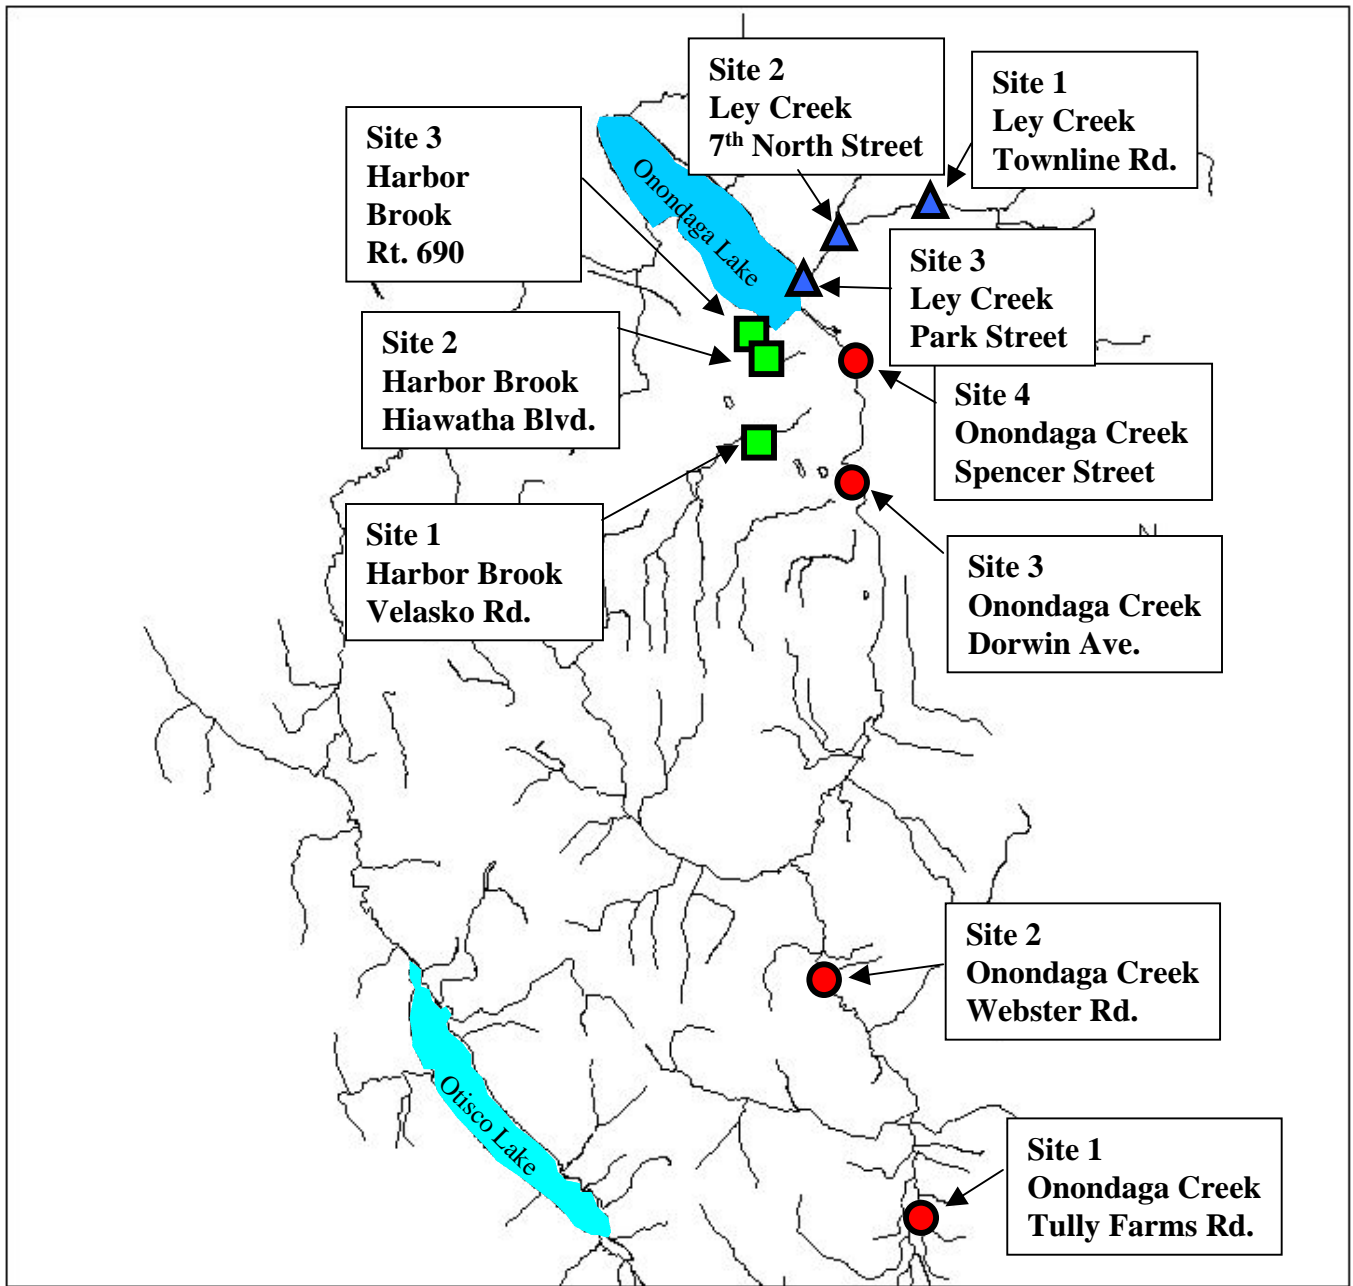 Site 2
Ley Creek
7th North Street
Site 1
Ley Creek
Townline Rd.
Site 3
Harbor
Brook
Rt. 690
Onondaga Lake
Site 3
Ley Creek
Park Street
Site 2
Harbor Brook
Hiawatha Blvd.
Site 4
Onondaga Creek
Spencer Street
Site 1
Harbor Brook
Velasko Rd.
N
Site 3
Onondaga Creek
Dorwin Ave.
Site 2
Onondaga Creek
Webster Rd.
Otisco Lake
Site 1
Onondaga Creek
Tully Farms Rd.